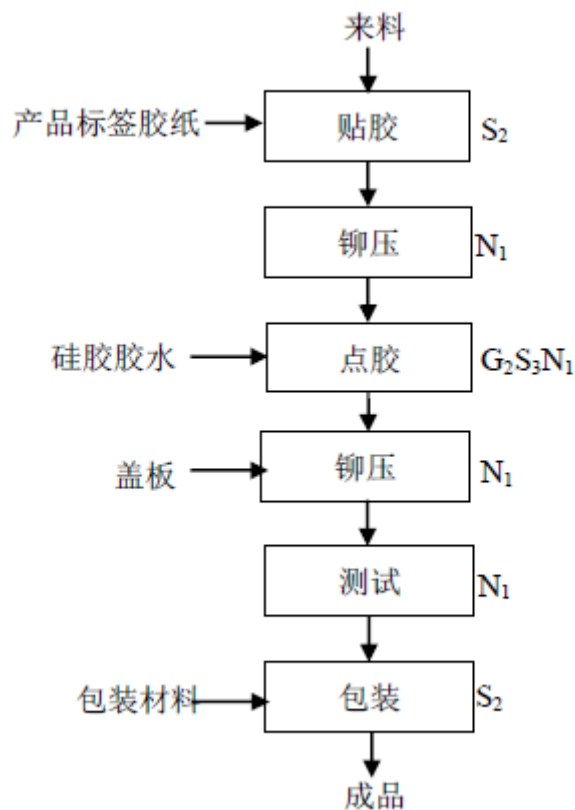 来料
产品标签胶纸 贴胶 S₂
铆压 N₁
硅胶胶水 点胶 G₂S₃N₁
盖板 铆压 N₁
测试 N₁
包装材料 包装 S₂
成品